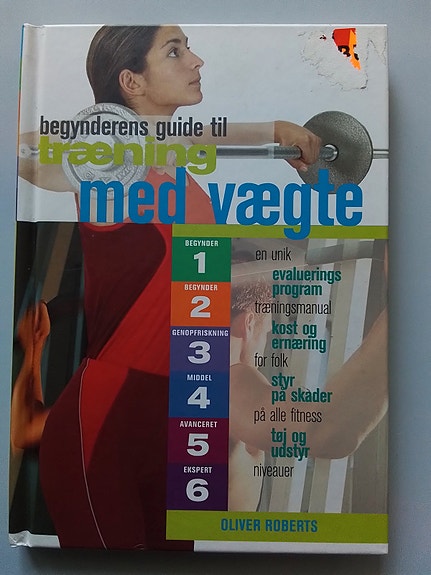 begynderens guide til
træning
med vægte
BEGYNDER
1
BEGYNDER
2
GENOPFRISKNING
3
MIDDEL
4
AVANCERET
5
EKSPERT
6
en unik
evaluerings
program
træningsmanual
kost og
ernæring
for folk
styr
på skader
på alle fitness
tøj og
udstyr
niveauer
OLIVER ROBERTS